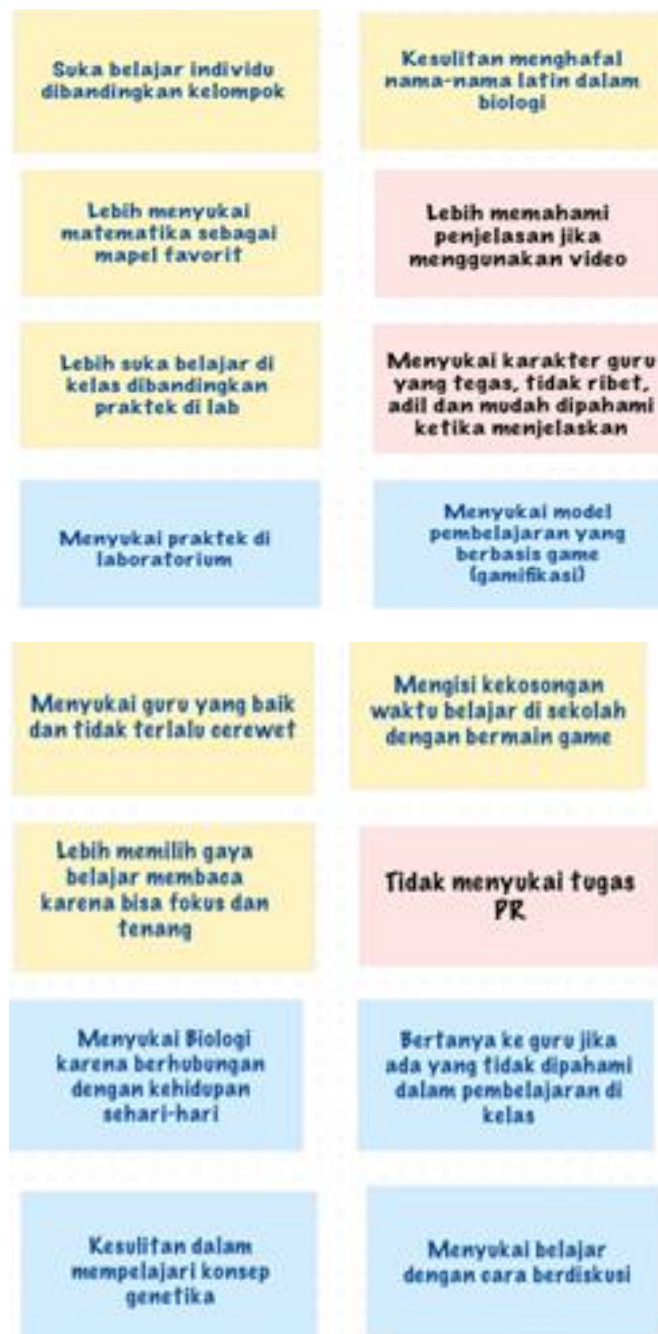 Suka belajar individu
dibandingkan kelompok
Kesulitan menghafal
nama-nama latin dalam
biologi
Lebih menyukai
matematika sebagai
mapel favorit
Lebih memahami
penjelasan jika
menggunakan video
Lebih suka belajar di
kelas dibandingkan
praktek di lab
Menyukai karakter guru
yang tegas, tidak ribet,
adil dan mudah dipahami
ketika menjelaskan
Menyukai praktek di
laboratorium
Menyukai model
pembelajaran yang
berbasis game
(gamifikasi)
Menyukai guru yang baik
dan tidak terlalu cerewet
Mengisi kekosongan
waktu belajar di sekolah
dengan bermain game
Lebih memilih gaya
belajar membaca
karena bisa fokus dan
tenang
Tidak menyukai tugas
PR
Menyukai Biologi
karena berhubungan
dengan kehidupan
sehari-hari
Bertanya ke guru jika
ada yang tidak dipahami
dalam pembelajaran di
kelas
Kesulitan dalam
mempelajari konsep
genetika
Menyukai belajar
dengan cara berdiskusi